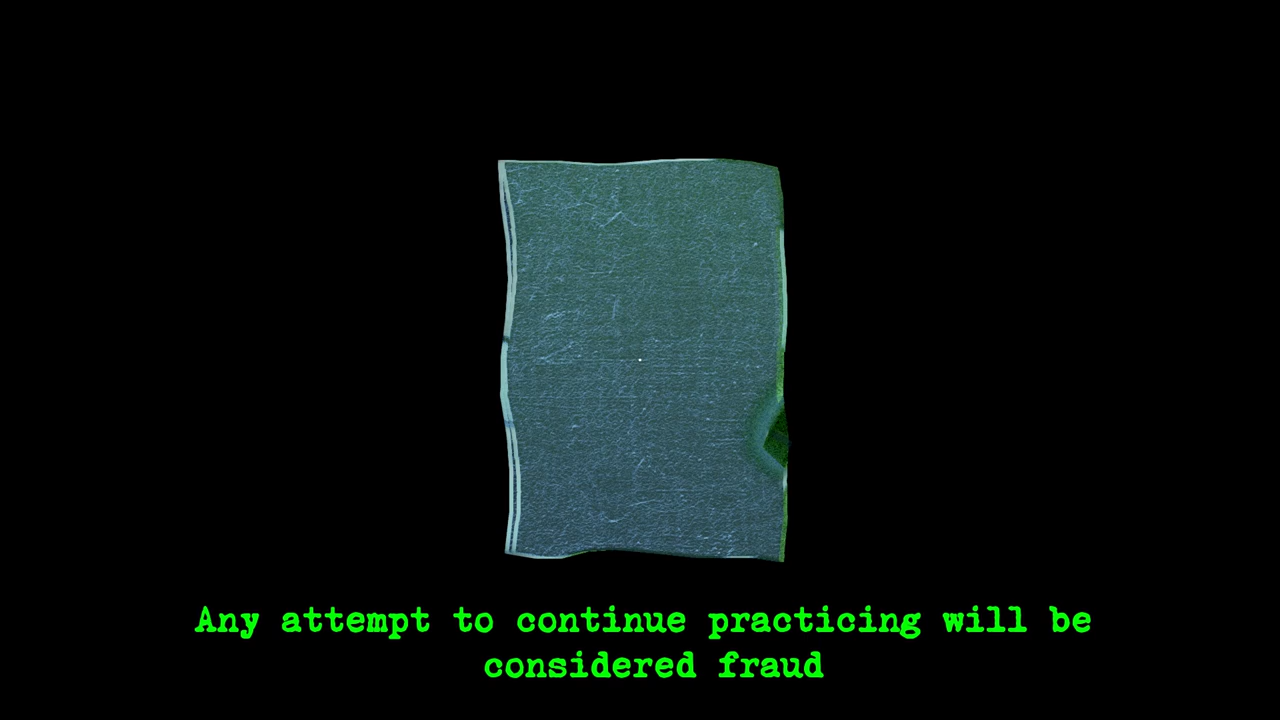 Any attempt to continue practicing will be
considered fraud